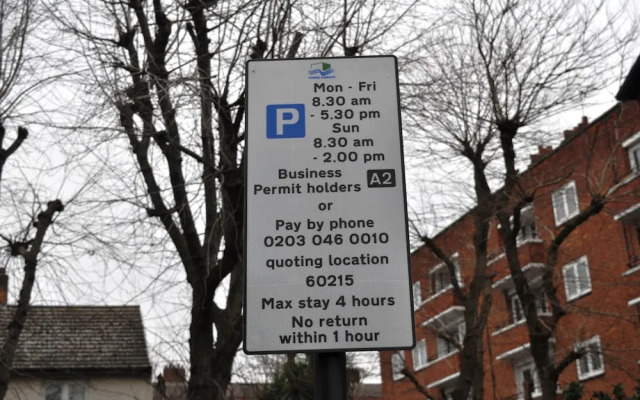 Mon - Fri
8.30 am
P
- 5.30 pm
Sun
8.30 am
- 2.00 pm
Business
Permit holders A2
or
Pay by phone
0203 046 0010
quoting location
60215
Max stay 4 hours
No return
within 1 hour